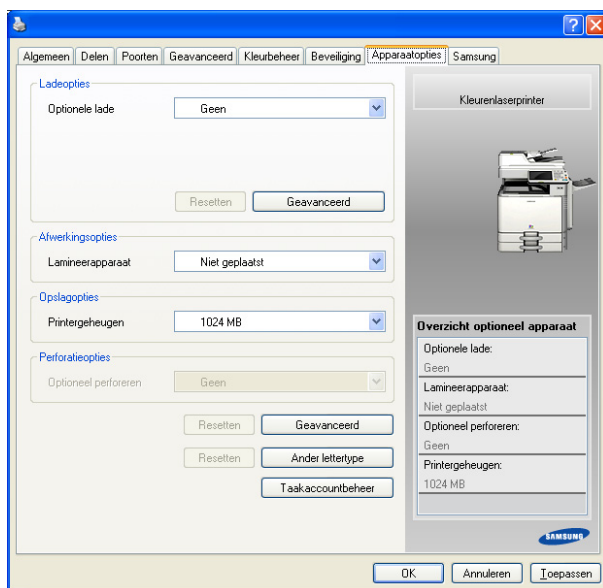 Algemeen Delen Poorten Geavanceerd Kleurbeheer Beveiliging Apparaatopties Samsung
Ladeopties
Optionele lade Geen
Resetten Geavanceerd
Afwerkingsopties
Lamineerapparaat Niet geplaatst
Opslagopties
Printergeheugen 1024 MB
Perforatieopties
Optioneel perforeren Geen
Resetten Geavanceerd
Resetten Ander lettertype
Taakaccountbeheer
Kleurenlaserprinter
Overzicht optioneel apparaat
Optionele lade:
Geen
Lamineerapparaat:
Niet geplaatst
Optioneel perforeren:
Geen
Printergeheugen:
1024 MB
SAMSUNG
OK Annuleren Toepassen